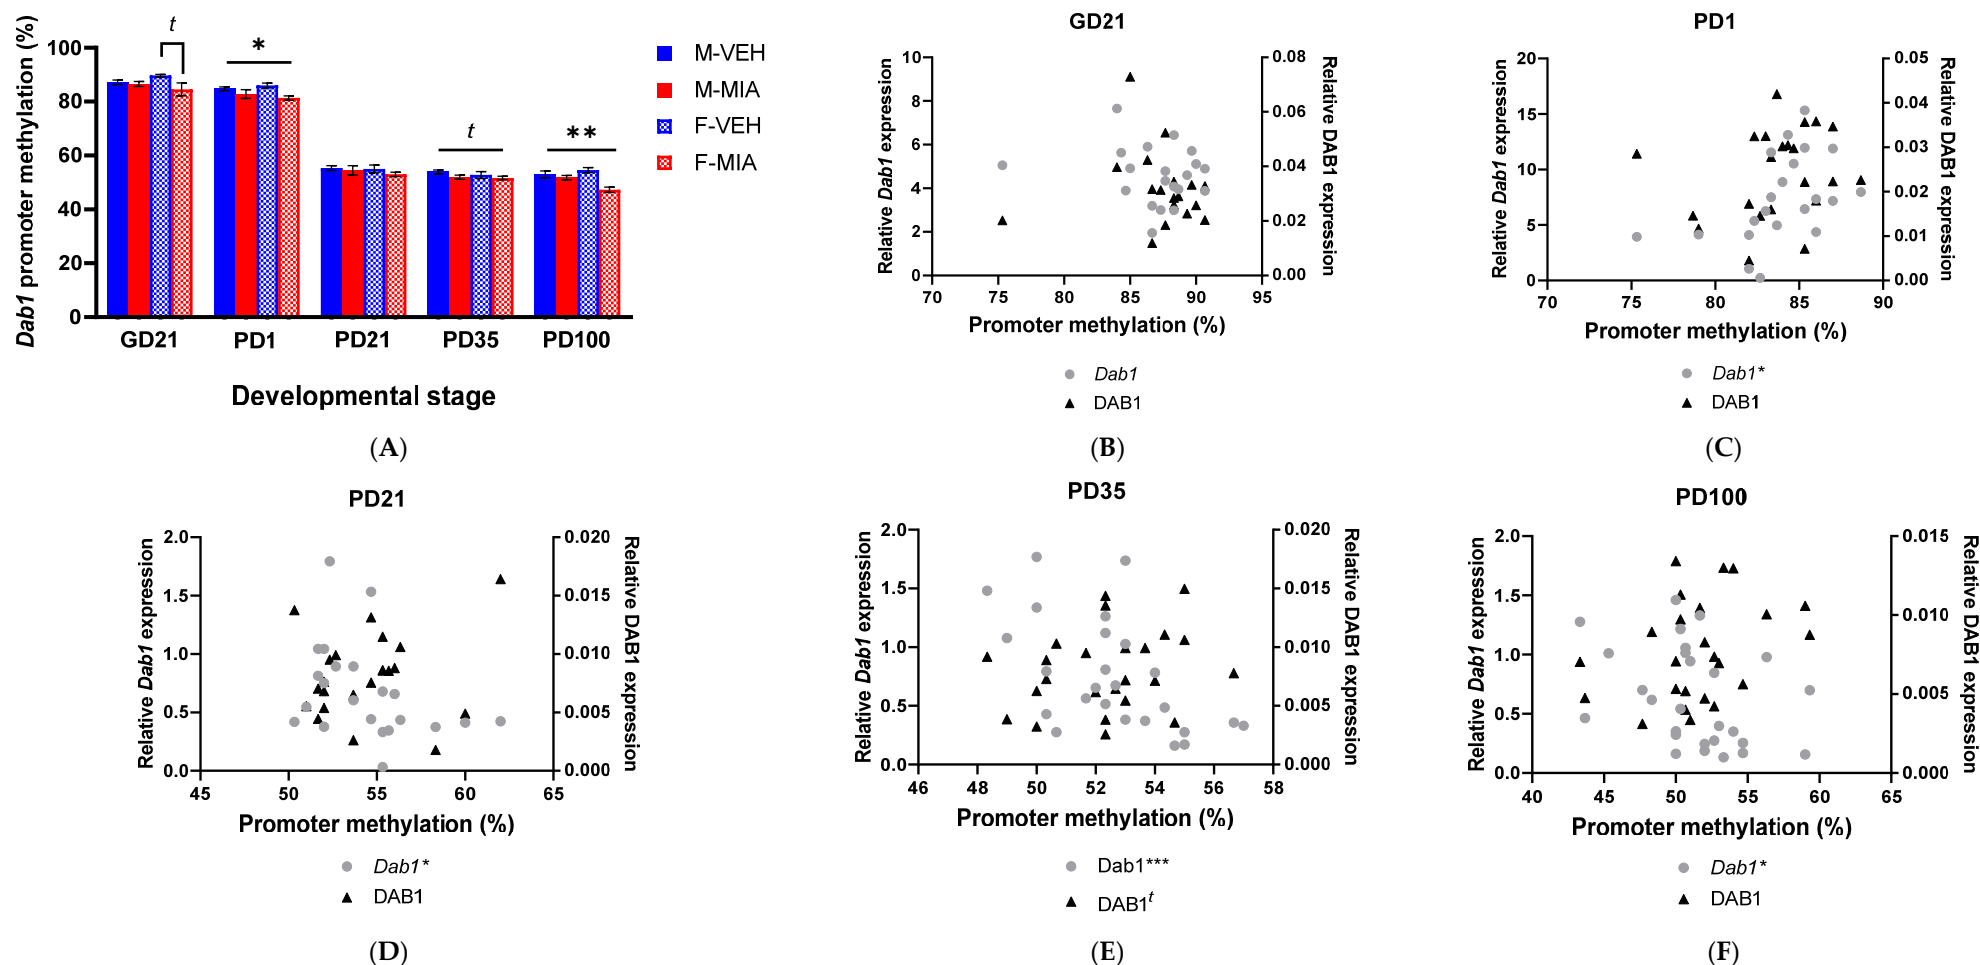 Dab1 promoter methylation (%)
100
80
60
40
20
0
t
*
t
**
GD21 PD1 PD21 PD35 PD100
Developmental stage
M-VEH
M-MIA
F-VEH
F-MIA
(A)
GD21
Relative Dab1 expression
10
8
6
4
2
0
0.08
0.06
0.04
0.02
0.00
Relative DAB1 expression
70 75 80 85 90 95
Promoter methylation (%)
Dab1
DAB1
(B)
PD1
Relative Dab1 expression
20
15
10
5
0
0.05
0.04
0.03
0.02
0.01
0.00
Relative DAB1 expression
70 75 80 85 90
Promoter methylation (%)
Dab1*
DAB1
(C)
PD21
Relative Dab1 expression
2.0
1.5
1.0
0.5
0.0
0.020
0.015
0.010
0.005
0.000
Relative DAB1 expression
45 50 55 60 65
Promoter methylation (%)
Dab1*
DAB1
(D)
PD35
Relative Dab1 expression
2.0
1.5
1.0
0.5
0.0
0.020
0.015
0.010
0.005
0.000
Relative DAB1 expression
46 48 50 52 54 56 58
Promoter methylation (%)
Dab1***
DAB1t
(E)
PD100
Relative Dab1 expression
2.0
1.5
1.0
0.5
0.0
0.015
0.010
0.005
0.000
Relative DAB1 expression
40 45 50 55 60 65
Promoter methylation (%)
Dab1*
DAB1
(F)